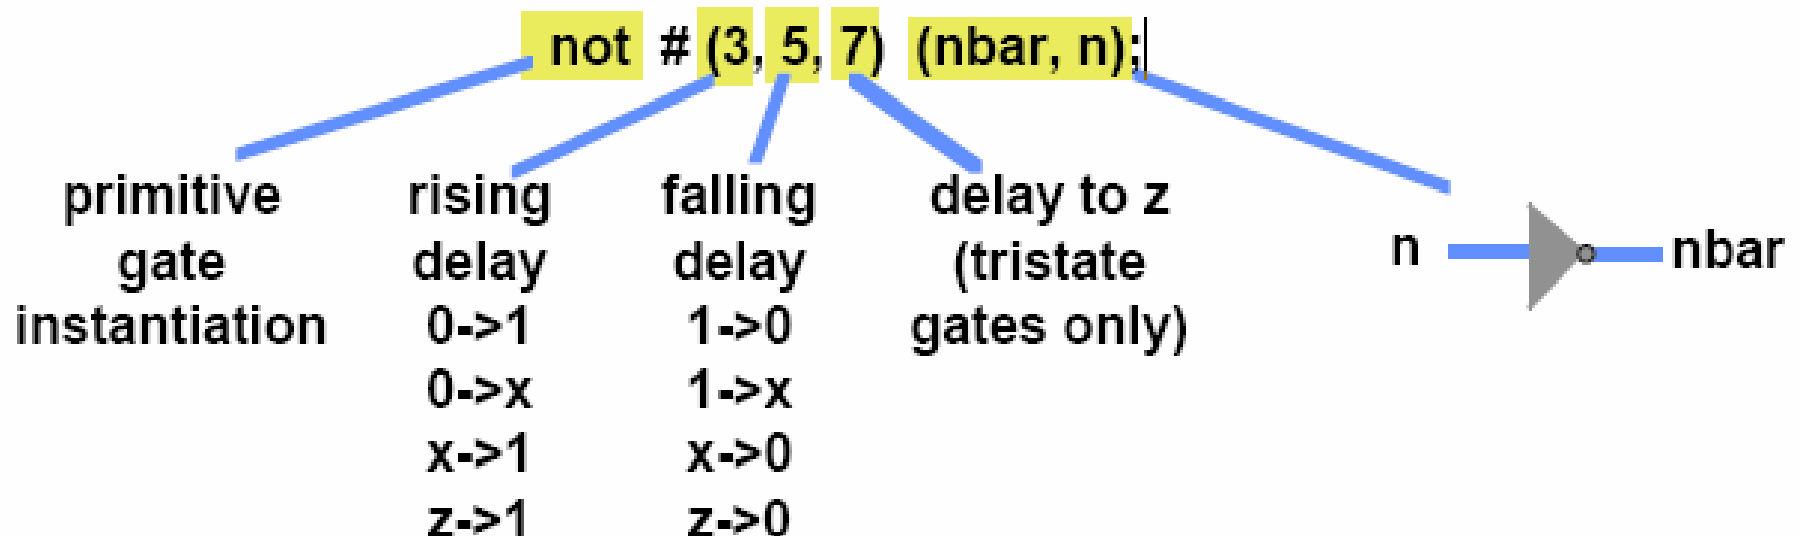 not # (3, 5, 7) (nbar, n);
primitive
gate
instantiation
rising
delay
0->1
0->x
x->1
z->1
falling
delay
1->0
1->x
x->0
z->0
delay to z
(tristate
gates only)
n
nbar